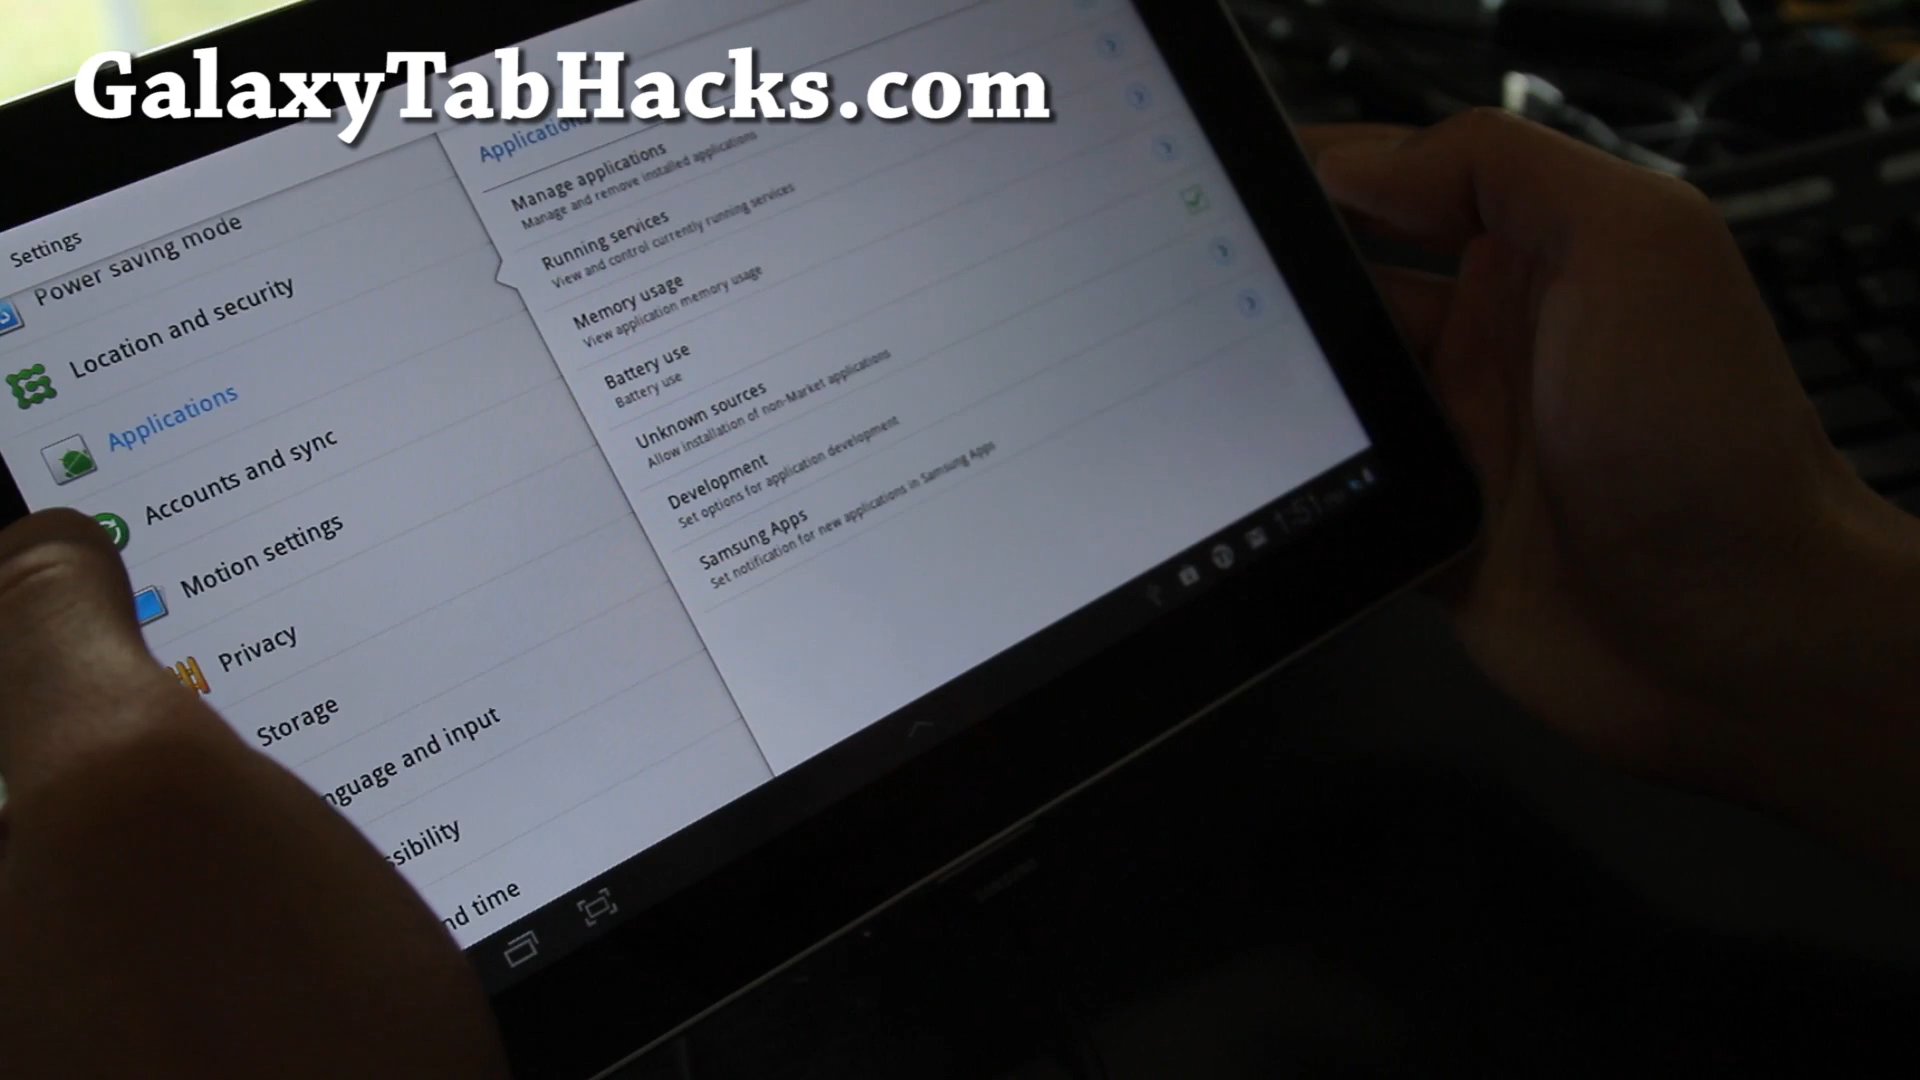 GalaxyTabHacks.com
Settings
Power saving mode
Location and security
Applications
Accounts and sync
Motion settings
Privacy
Storage
nguage and input
ssibility
nd time
Applications
Manage applications
Manage and remove installed applications
Running services
View and control currently running services
Memory usage
View application memory usage
Battery use
Battery use
Unknown sources
Allow installation of non-Market applications
Development
Set options for application development
Samsung Apps
Set notification for new applications in Samsung Apps
1:51